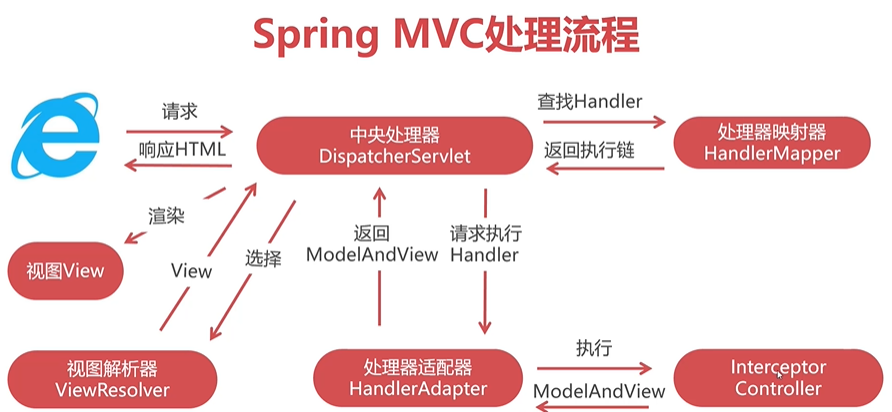 Spring MVC处理流程
请求
响应HTML
中央处理器
DispatcherServlet
查找Handler
返回执行链
处理器映射器
HandlerMapper
渲染
视图View
View
选择
返回
ModelAndView
请求执行
Handler
视图解析器
ViewResolver
处理器适配器
HandlerAdapter
执行
ModelAndView
Interceptor
Controller